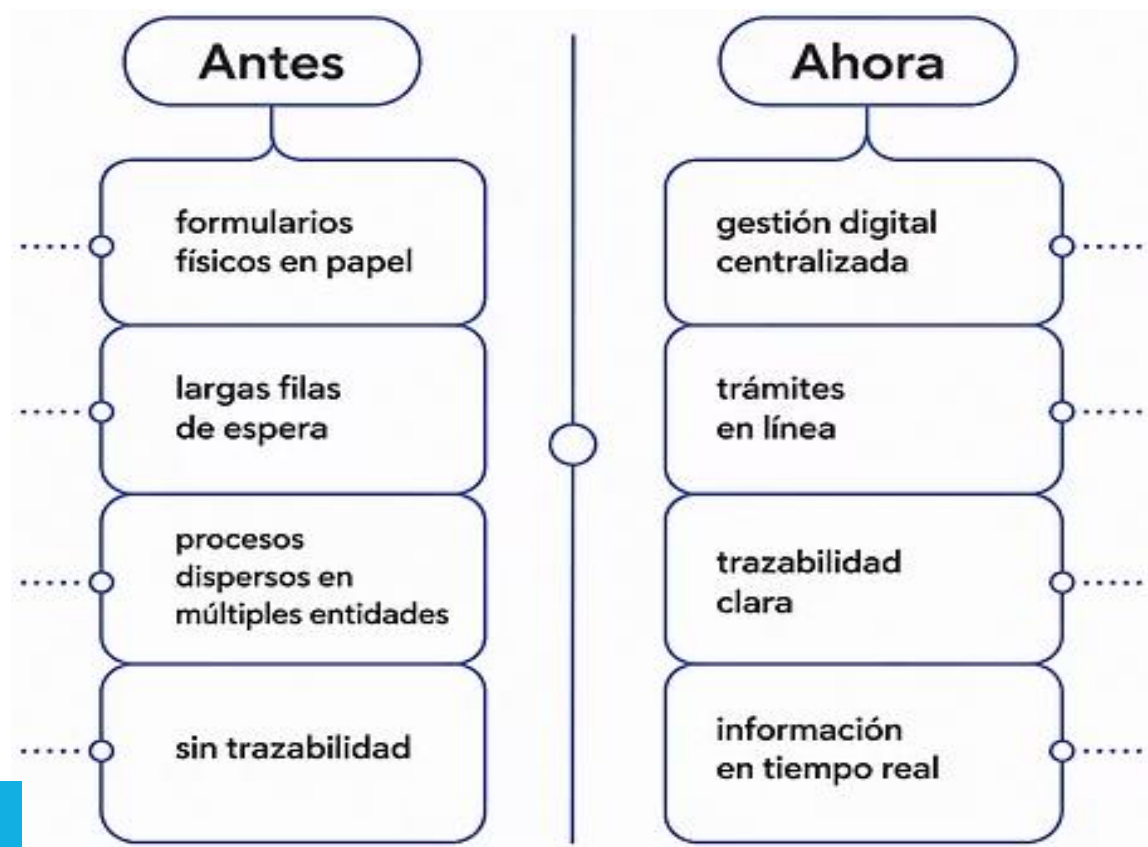 Antes
formularios
físicos en papel
largas filas
de espera
procesos
dispersos en
múltiples entidades
sin trazabilidad
Ahora
gestión digital
centralizada
trámites
en línea
trazabilidad
clara
información
en tiempo real